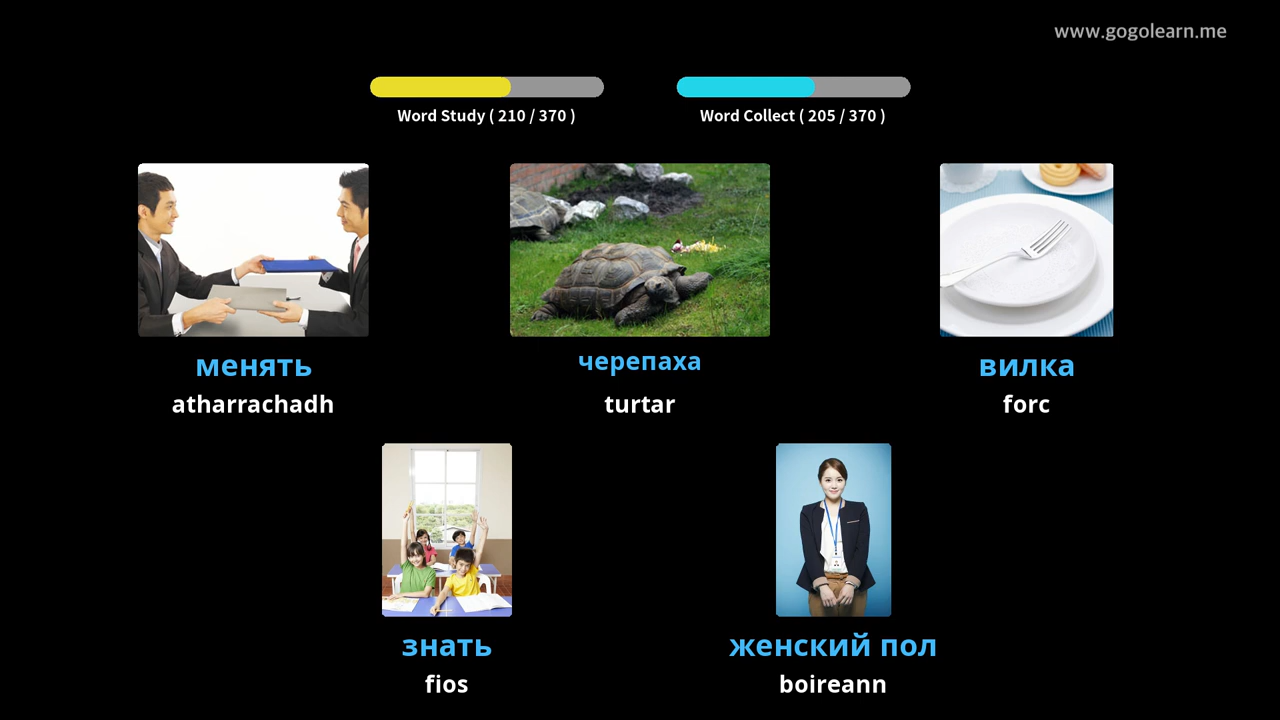 www.gogolearn.me
Word Study ( 210 / 370 )
Word Collect ( 205 / 370 )
менять
atharrachadh
черепаха
turtar
вилка
forc
знать
fios
женский пол
boireann